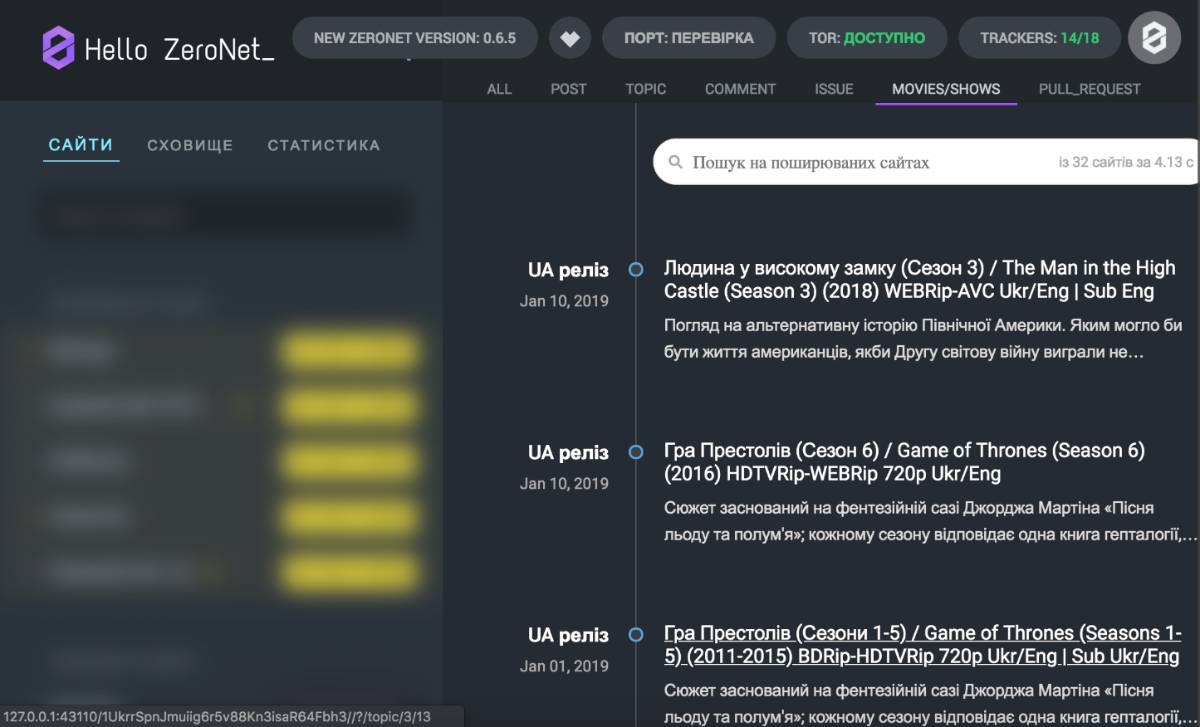 Hello ZeroNet_
NEW ZERONET VERSION: 0.6.5
ПОРТ: ПЕРЕВІРКА
TOR: ДОСТУПНО
TRACKERS: 14/18
ALL
POST
TOPIC
COMMENT
ISSUE
MOVIES/SHOWS
PULL_REQUEST
САЙТИ
СХОВИЩЕ
СТАТИСТИКА
Пошук на поширюваних сайтах
із 32 сайтів за 4.13 с
UA реліз
Jan 10, 2019
Людина у високому замку (Сезон 3) / The Man in the High
Castle (Season 3) (2018) WEBRip-AVC Ukr/Eng | Sub Eng
Погляд на альтернативну історію Північної Америки. Яким могло би
бути життя американців, якби Другу світову війну виграли не…
UA реліз
Jan 10, 2019
Гра Престолів (Сезон 6) / Game of Thrones (Season 6)
(2016) HDTVRip-WEBRip 720p Ukr/Eng
Сюжет заснований на фентезійній сазі Джорджа Мартіна «Пісня
льоду та полум'я»; кожному сезону відповідає одна книга гепталогії,…
UA реліз
Jan 01, 2019
Гра Престолів (Сезони 1-5) / Game of Thrones (Seasons 1-
5) (2011-2015) BDRip-HDTVRip 720p Ukr/Eng | Sub Ukr/Eng
Сюжет заснований на фентезійній сазі Джорджа Мартіна «Пісня
льоду та полум'я»; кожному сезону відповідає одна книга гепталогії,…
127.0.0.1:43110/1UkrrSpnJmuiig6r5v88Kn3isaR64Fbh3//?/topic/3/13